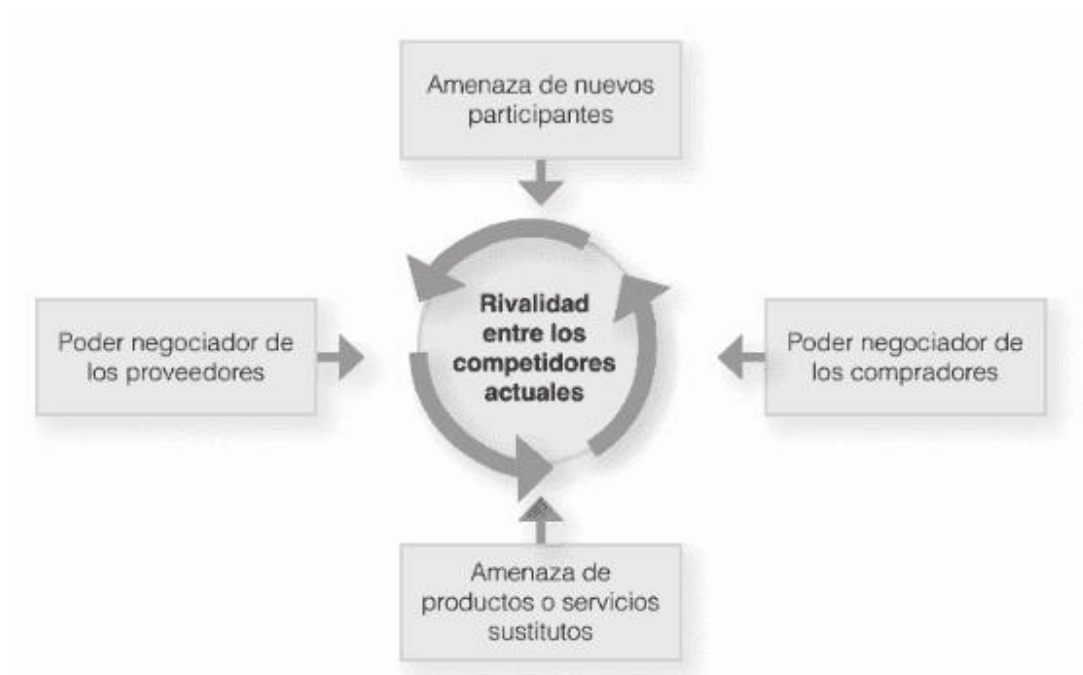 Amenaza de nuevos
participantes
Poder negociador de
los proveedores
Rivalidad
entre los
competidores
actuales
Poder negociador de
los compradores
Amenaza de
productos o servicios
sustitutos